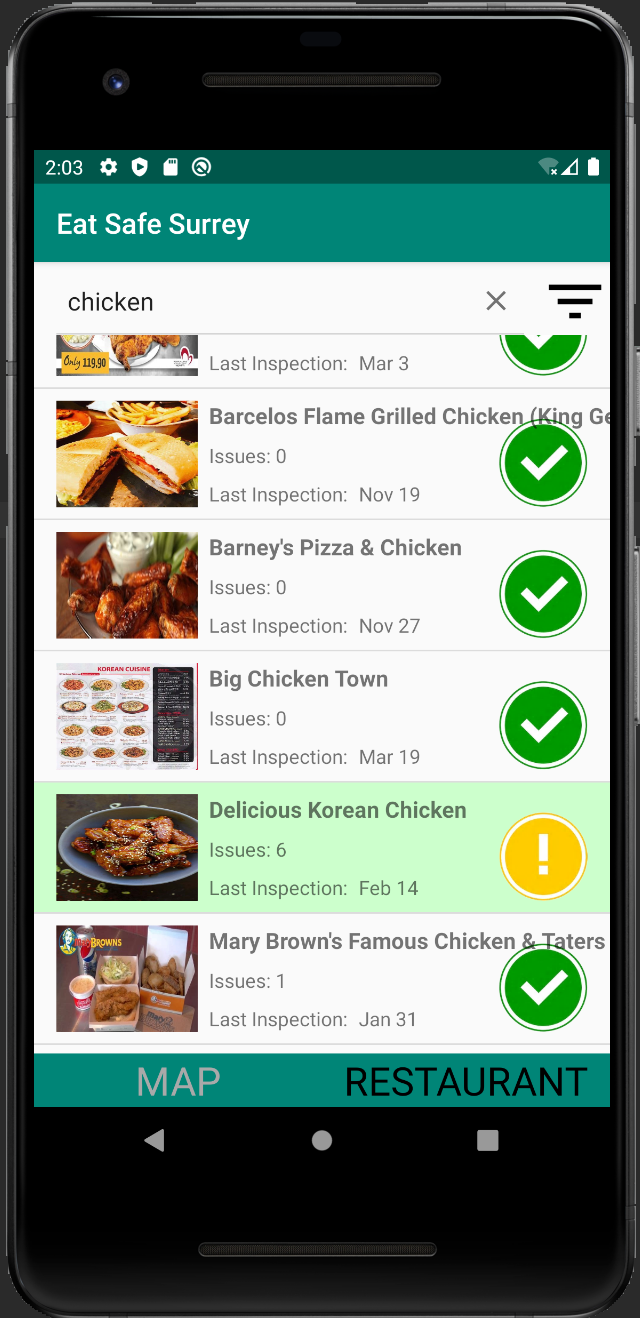 2:03
Eat Safe Surrey
chicken
Only 119,90
Last Inspection: Mar 3
Barcelos Flame Grilled Chicken (King Ge
Issues: 0
Last Inspection: Nov 19
Barney's Pizza & Chicken
Issues: 0
Last Inspection: Nov 27
KOREAN CUISINE
Big Chicken Town
Issues: 0
Last Inspection: Mar 19
Delicious Korean Chicken
Issues: 6
Last Inspection: Feb 14
BROWNS
Mary Brown's Famous Chicken & Taters
Issues: 1
Last Inspection: Jan 31
MAP
RESTAURANT